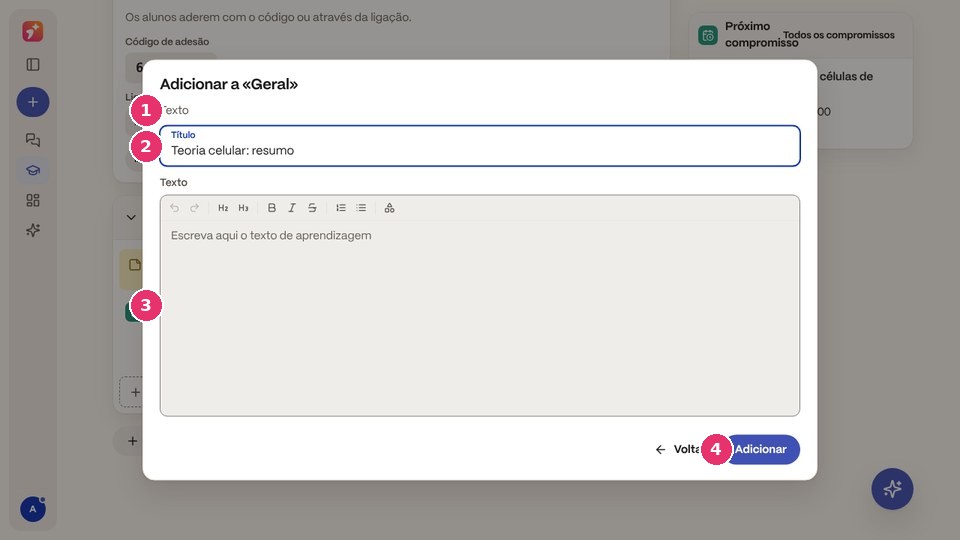 Os alunos aderem com o código ou através da ligação.
Código de adesão
6
Próximo compromisso
Todos os compromissos
células de
00
Adicionar a «Geral»
1
Texto
2
Título
Teoria celular: resumo
Texto
H2 H3 B I S
Escreva aqui o texto de aprendizagem
3
4
Adicionar
A